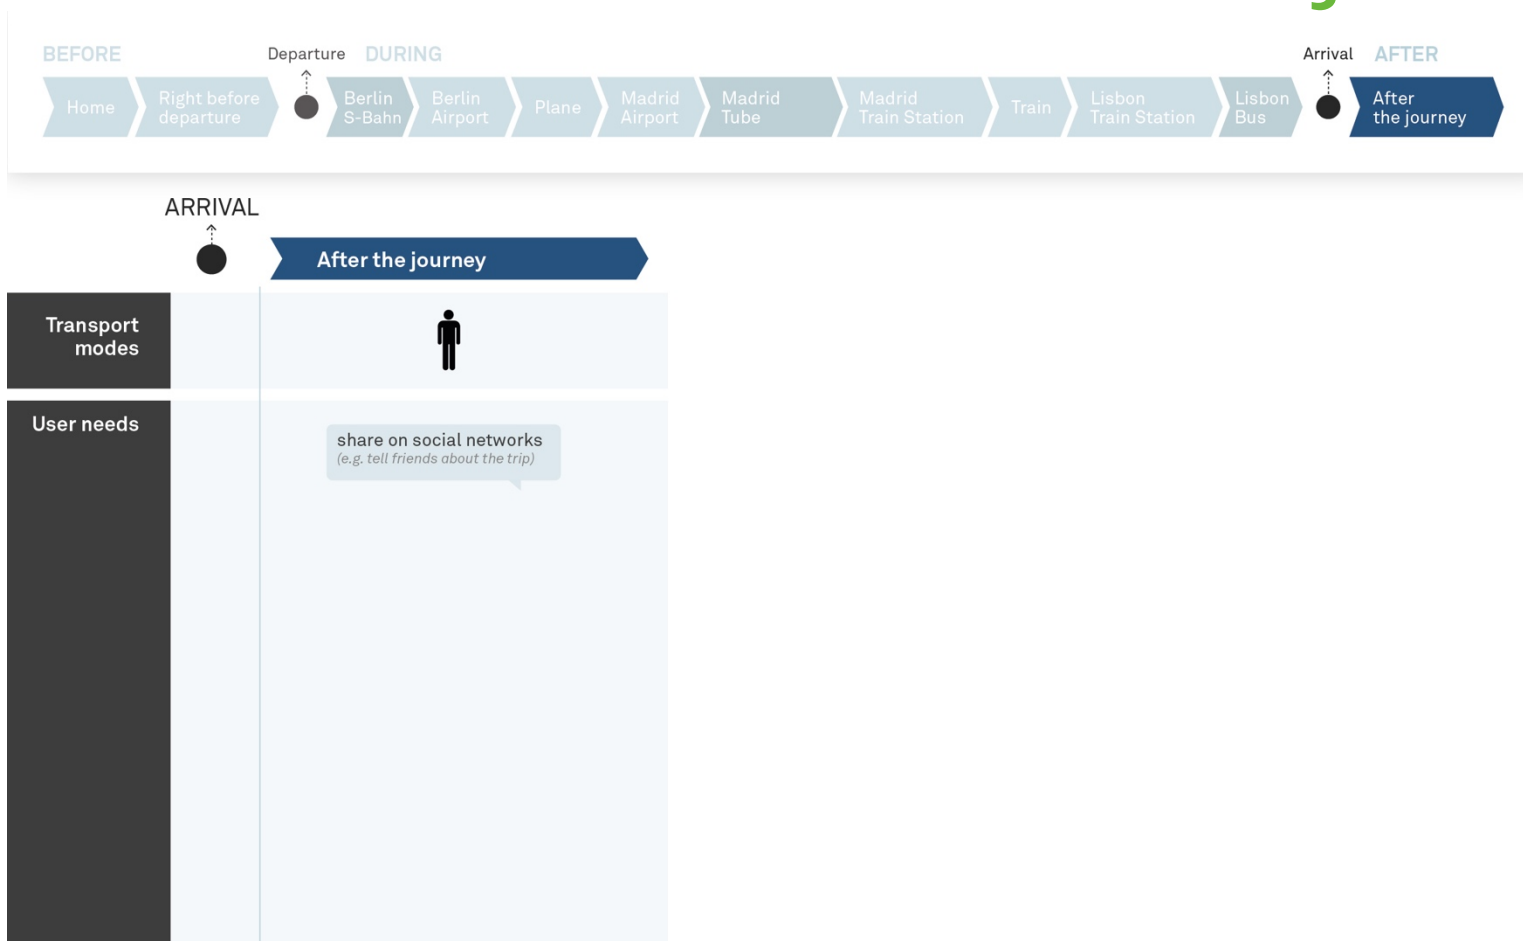 BEFORE
Departure
DURING
Arrival
AFTER
Home
Right before
departure
Berlin
S-Bahn
Berlin
Airport
Plane
Madrid
Airport
Madrid
Tube
Madrid
Train Station
Train
Lisbon
Train Station
Lisbon
Bus
After
the journey
ARRIVAL
After the journey
Transport
modes
User needs
share on social networks
(e.g. tell friends about the trip)